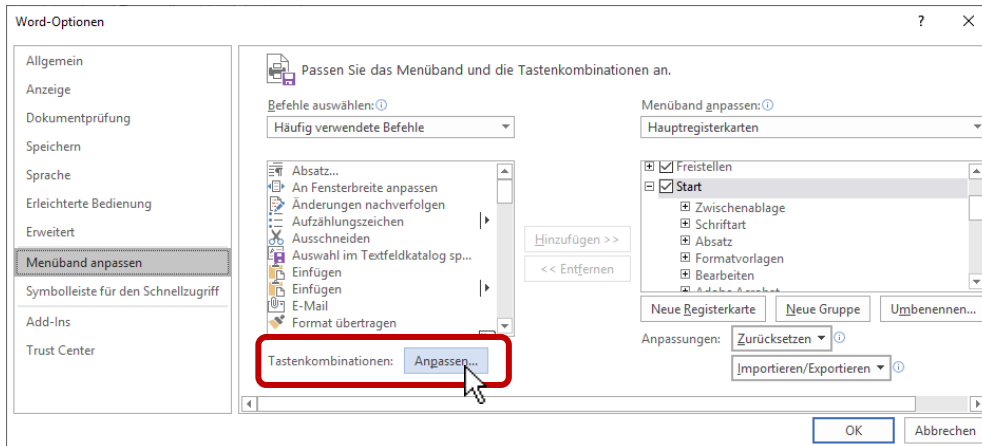 Word-Optionen
?
Allgemein
Anzeige
Dokumentprüfung
Speichern
Sprache
Erleichterte Bedienung
Erweitert
Menüband anpassen
Symbolleiste für den Schnellzugriff
Add-Ins
Trust Center
Passen Sie das Menüband und die Tastenkombinationen an.
Befehle auswählen:
Häufig verwendete Befehle
Absatz...
An Fensterbreite anpassen
Änderungen nachverfolgen
Aufzählungszeichen
Ausschneiden
Auswahl im Textfeldkatalog sp...
Einfügen
Einfügen
E-Mail
Format übertragen
Tastenkombinationen: Anpassen...
Hinzufügen >>
<< Entfernen
Menüband anpassen:
Hauptregisterkarten
Freistellen
Start
Zwischenablage
Schriftart
Absatz
Formatvorlagen
Bearbeiten
Adobe Acrobat
Neue Registerkarte Neue Gruppe Umbenennen...
Anpassungen: Zurücksetzen
Importieren/Exportieren
OK Abbrechen